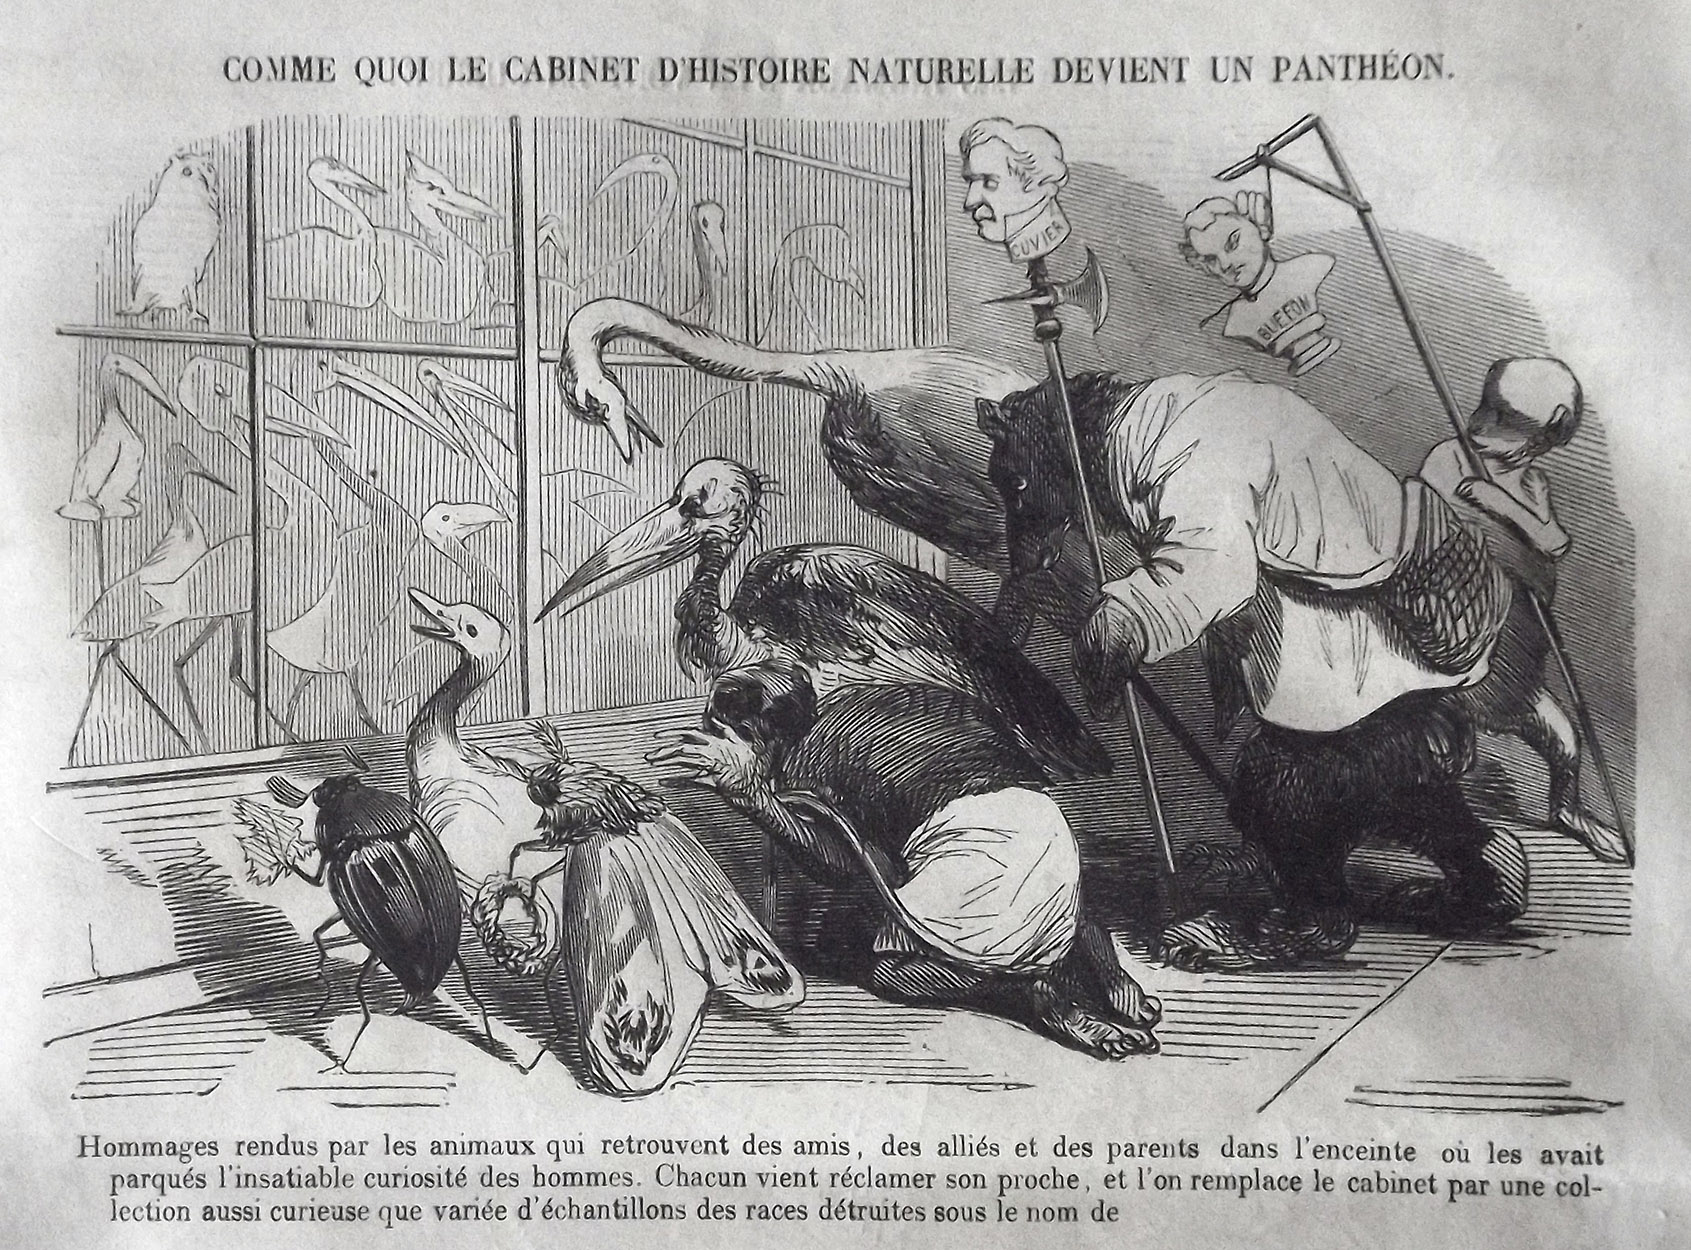 COMME QUOI LE CABINET D'HISTOIRE NATURELLE DEVIENT UN PANTHÉON.
CUVIER
BUFFON
Hommages rendus par les animaux qui retrouvent des amis, des alliés et des parents dans l'enceinte où les avait
parqués l'insatiable curiosité des hommes. Chacun vient réclamer son proche, et l'on remplace le cabinet par une col-
lection aussi curieuse que variée d'échantillons des races détruites sous le nom de